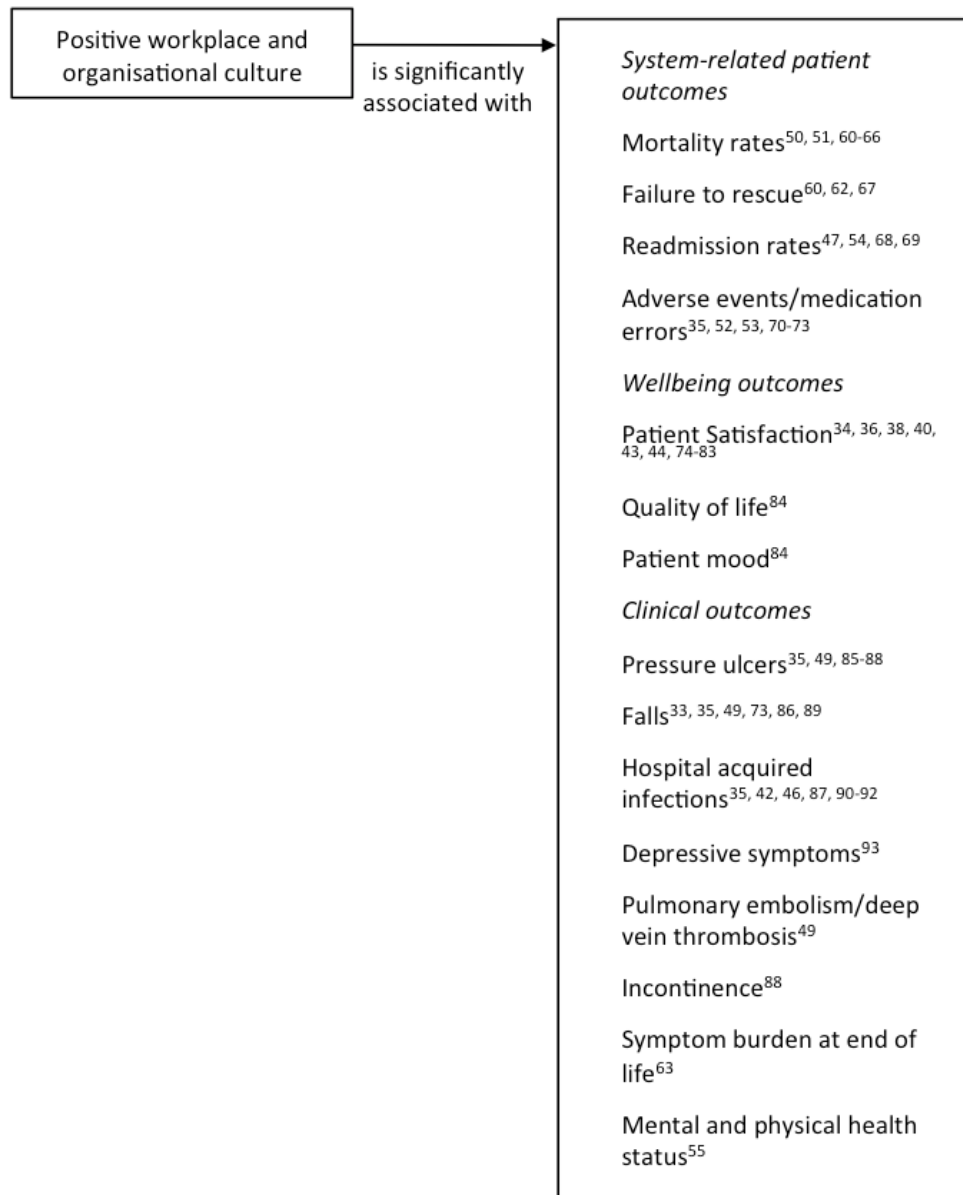 Positive workplace and
organisational culture
is significantly
associated with
System-related patient
outcomes
Mortality rates50, 51, 60-66
Failure to rescue60, 62, 67
Readmission rates47, 54, 68, 69
Adverse events/medication
errors35, 52, 53, 70-73
Wellbeing outcomes
Patient Satisfaction34, 36, 38, 40,
43, 44, 74-83
Quality of life84
Patient mood84
Clinical outcomes
Pressure ulcers35, 49, 85-88
Falls33, 35, 49, 73, 86, 89
Hospital acquired
infections35, 42, 46, 87, 90-92
Depressive symptoms93
Pulmonary embolism/deep
vein thrombosis49
Incontinence88
Symptom burden at end of
life63
Mental and physical health
status55